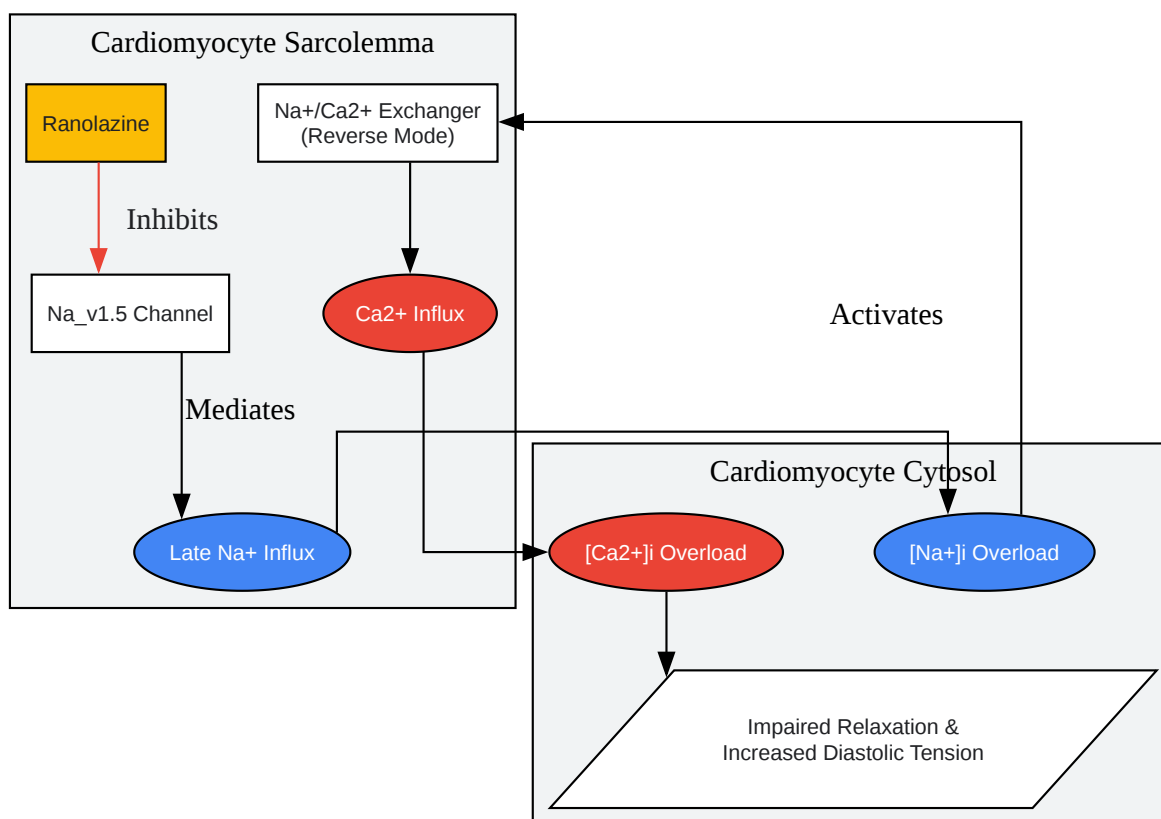 Cardiomyocyte Sarcolemma
Ranolazine
Na+/Ca2+ Exchanger
(Reverse Mode)
Inhibits
Na_v1.5 Channel
Ca2+ Influx
Activates
Mediates
Cardiomyocyte Cytosol
Late Na+ Influx
[Ca2+]i Overload
[Na+]i Overload
Impaired Relaxation &
Increased Diastolic Tension